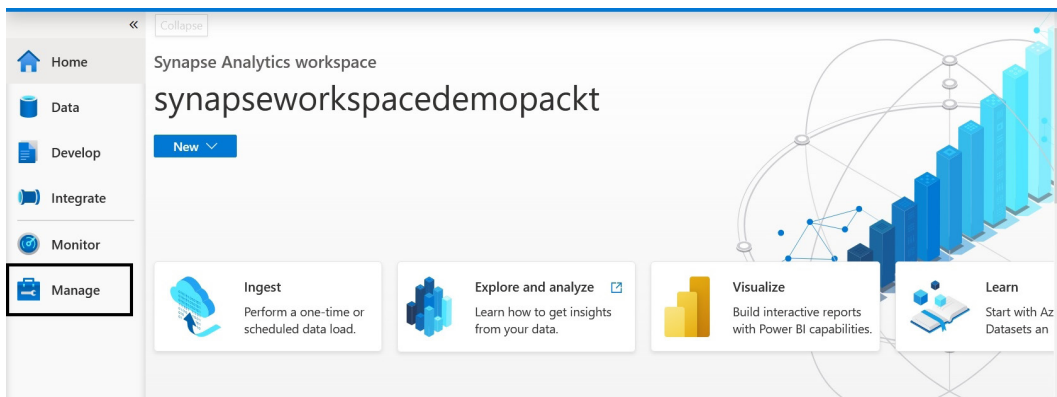 «
Collapse
Home
Data
Develop
Integrate
Monitor
Manage
Synapse Analytics workspace
synapseworkspacedemopackt
New
Ingest
Perform a one-time or
scheduled data load.
Explore and analyze
Learn how to get insights
from your data.
Visualize
Build interactive reports
with Power BI capabilities.
Learn
Start with Az
Datasets an